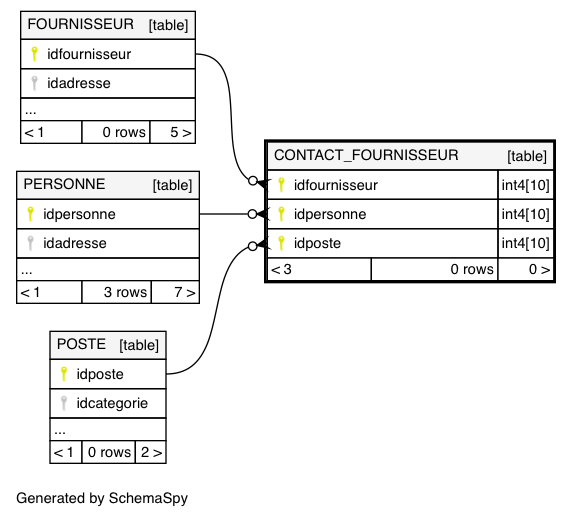 FOURNISSEUR [table]
idfournisseur
idadresse
...
< 1 0 rows 5 >
CONTACT_FOURNISSEUR [table]
idfournisseur int4[10]
idpersonne int4[10]
idposte int4[10]
< 3 0 rows 0 >
PERSONNE [table]
idpersonne
idadresse
...
< 1 3 rows 7 >
POSTE [table]
idposte
idcategorie
...
< 1 0 rows 2 >
Generated by SchemaSpy